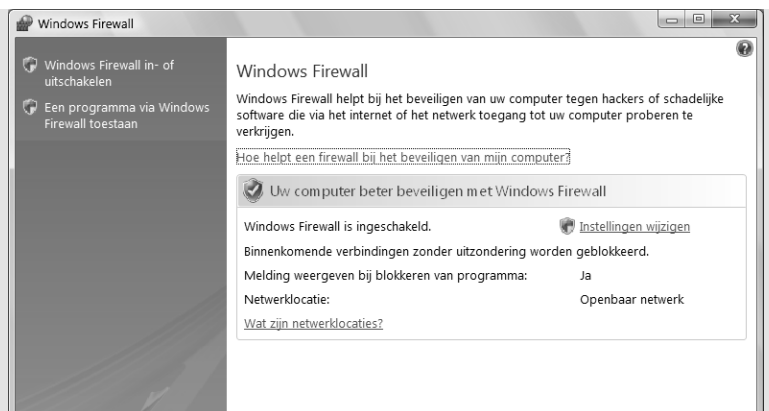 Windows Firewall
Windows Firewall in- of
uitschakelen
Een programma via Windows
Firewall toestaan
Windows Firewall
Windows Firewall helpt bij het beveiligen van uw computer tegen hackers of schadelijke
software die via het internet of het netwerk toegang tot uw computer proberen te
verkrijgen.
Hoe helpt een firewall bij het beveiligen van mijn computer?
Uw computer beter beveiligen met Windows Firewall
Windows Firewall is ingeschakeld. Instellingen wijzigen
Binnenkomende verbindingen zonder uitzondering worden geblokkeerd.
Melding weergeven bij blokkeren van programma: Ja
Netwerklocatie: Openbaar netwerk
Wat zijn netwerklocaties?